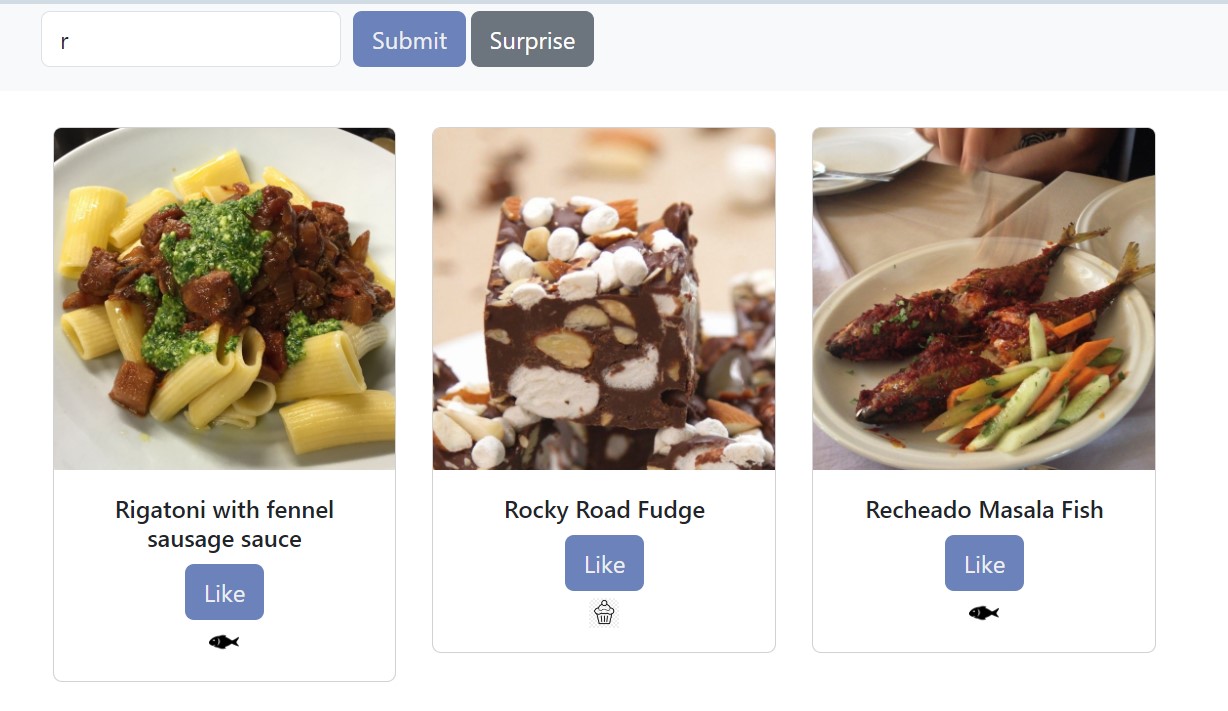 r
Submit
Surprise
Rigatoni with fennel
sausage sauce
Like
Rocky Road Fudge
Like
Recheado Masala Fish
Like